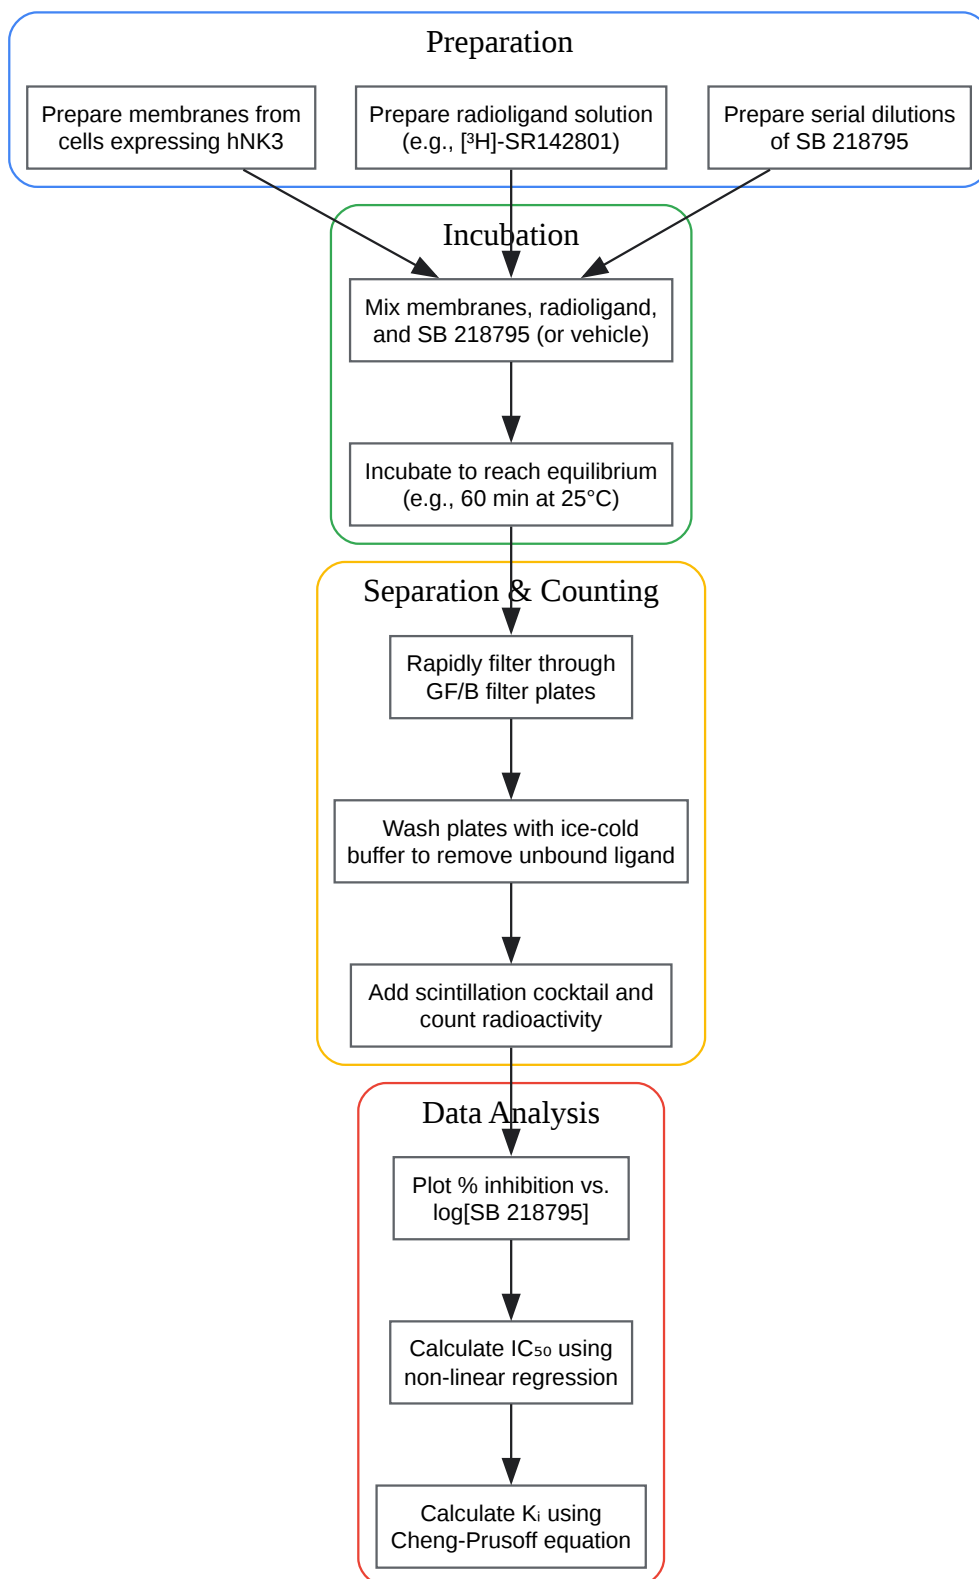 Preparation
Prepare membranes from
cells expressing hNK3
Prepare radioligand solution
(e.g., [³H]-SR142801)
Prepare serial dilutions
of SB 218795
Incubation
Mix membranes, radioligand,
and SB 218795 (or vehicle)
Incubate to reach equilibrium
(e.g., 60 min at 25°C)
Separation & Counting
Rapidly filter through
GF/B filter plates
Wash plates with ice-cold
buffer to remove unbound ligand
Add scintillation cocktail and
count radioactivity
Data Analysis
Plot % inhibition vs.
log[SB 218795]
Calculate IC₅₀ using
non-linear regression
Calculate Kᵢ using
Cheng-Prusoff equation